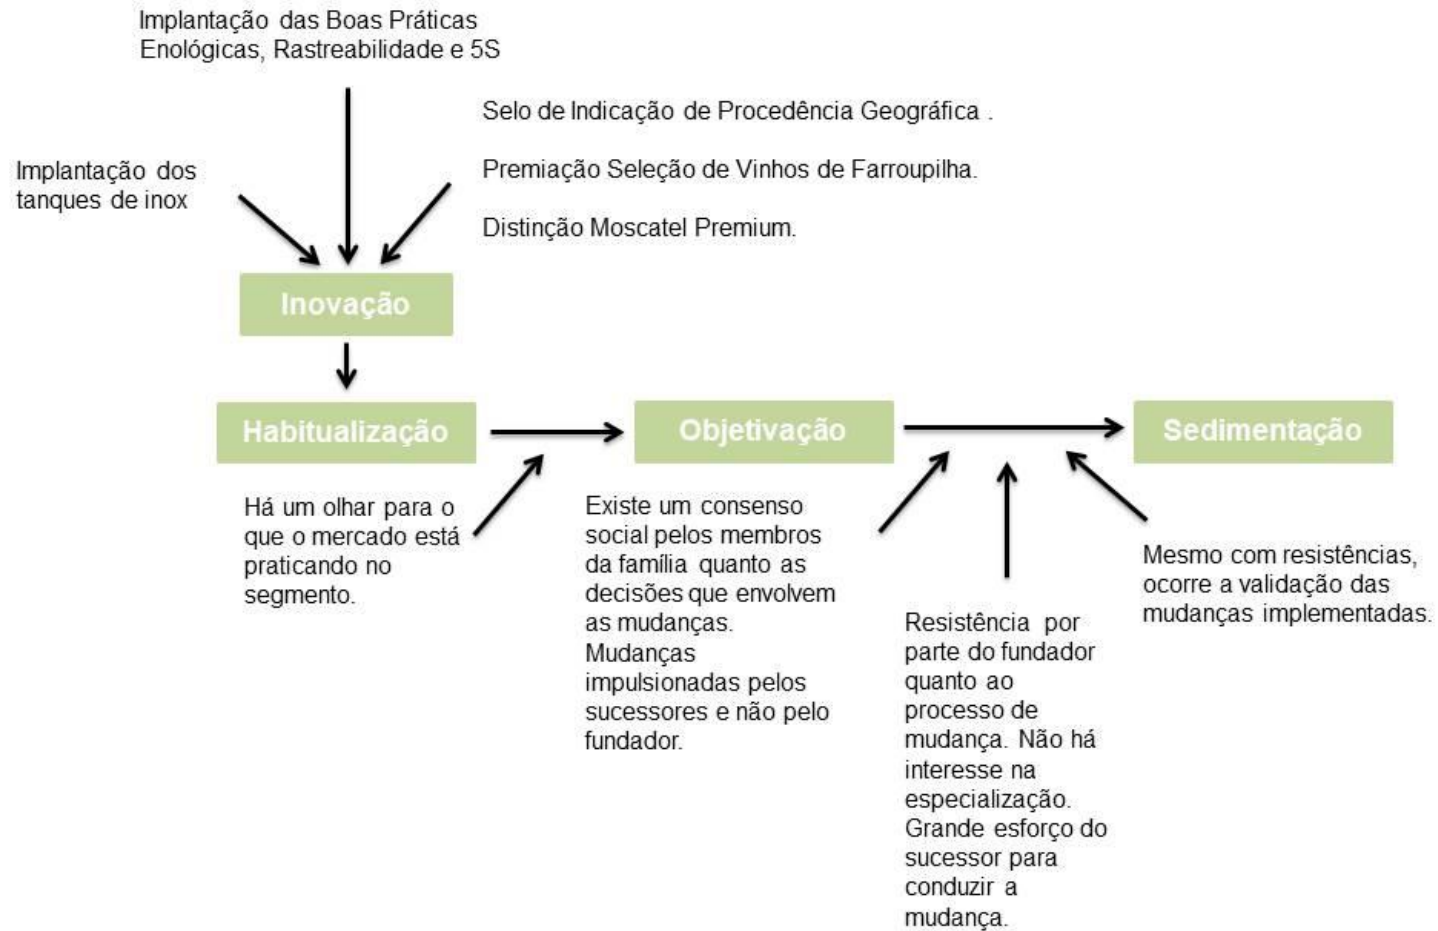 Implantação das Boas Práticas
Enológicas, Rastreabilidade e 5S
Selo de Indicação de Procedência Geográfica .
Implantação dos
tanques de inox
Premiação Seleção de Vinhos de Farroupilha.
Distinção Moscatel Premium.
Inovação
Habitualização
Objetivação
Sedimentação
Há um olhar para o
que o mercado está
praticando no
segmento.
Existe um consenso
social pelos membros
da família quanto as
decisões que envolvem
as mudanças.
Mudanças
impulsionadas pelos
sucessores e não pelo
fundador.
Resistência por
parte do fundador
quanto ao
processo de
mudança. Não há
interesse na
especialização.
Grande esforço do
sucessor para
conduzir a
mudança.
Mesmo com resistências,
ocorre a validação das
mudanças implementadas.